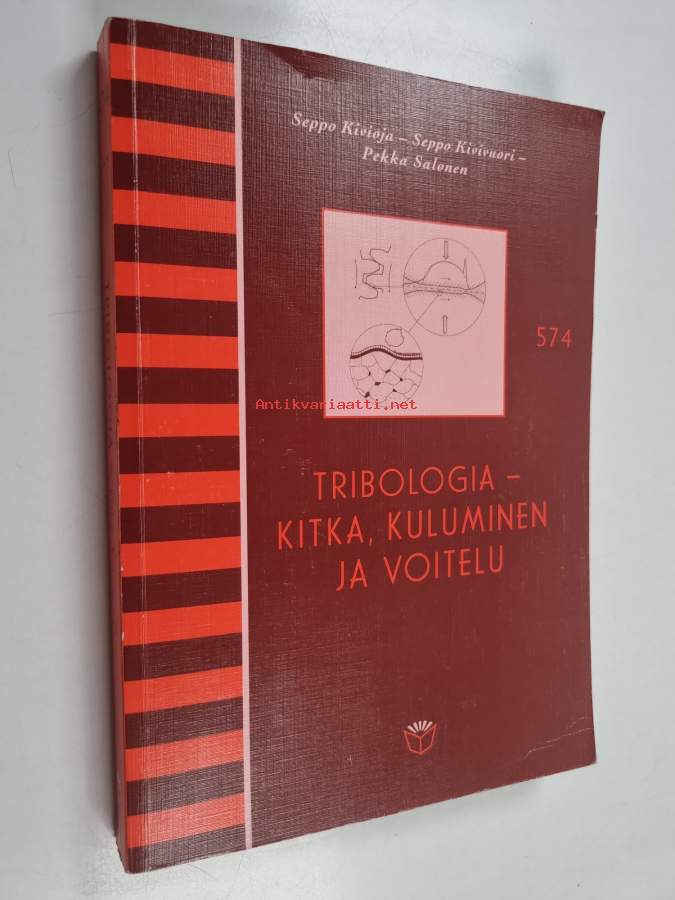 Seppo Kivioja – Seppo Kivivuori –
Pekka Salonen
574
Antikvariaatti.net
TRIBOLOGIA –
KITKA, KULUMINEN
JA VOITELU